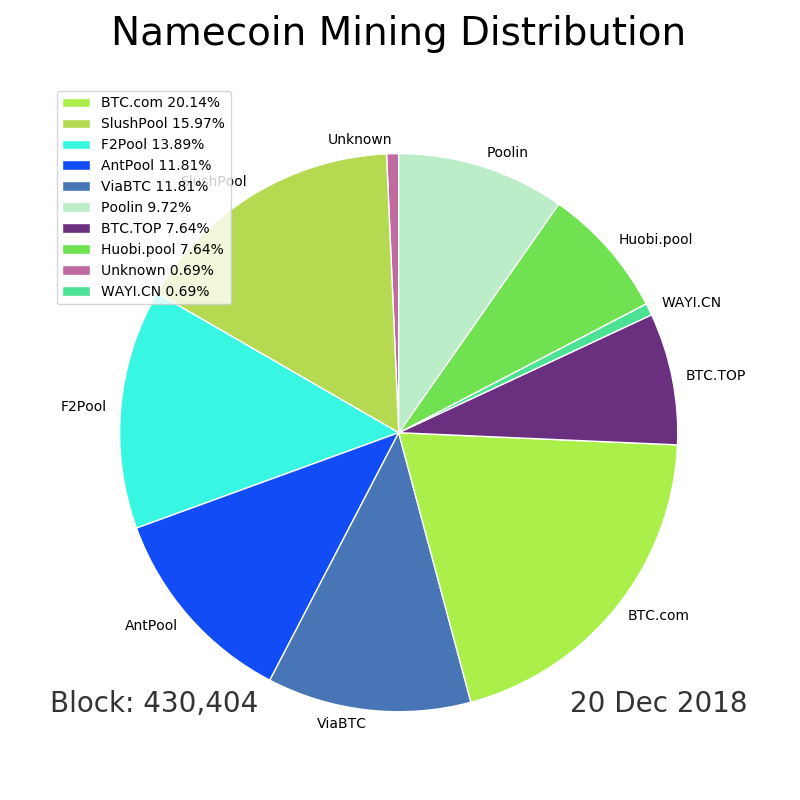 Namecoin Mining Distribution
BTC.com 20.14%
SlushPool 15.97%
F2Pool 13.89%
AntPool 11.81%
ViaBTC 11.81%
Poolin 9.72%
BTC.TOP 7.64%
Huobi.pool 7.64%
Unknown 0.69%
WAYI.CN 0.69%
Unknown
Poolin
SlushPool
Huobi.pool
WAYI.CN
BTC.TOP
F2Pool
BTC.com
AntPool
ViaBTC
Block: 430,404
20 Dec 2018